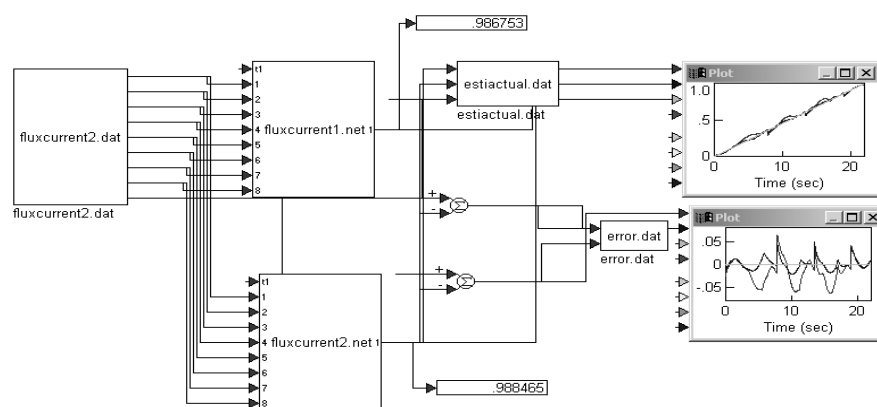 .986753
fluxcurrent2.dat
fluxcurrent2.dat
t1
1
2
3
4
5
6
7
8
fluxcurrent1.net
1
estiactual.dat
estiactual.dat
Plot
1.0
.5
0
0
10
20
Time (sec)
+
-
Σ
+
-
Σ
error.dat
error.dat
Plot
.05
0
-.05
0
10
20
Time (sec)
t1
1
2
3
4
5
6
7
8
fluxcurrent2.net
1
.988465